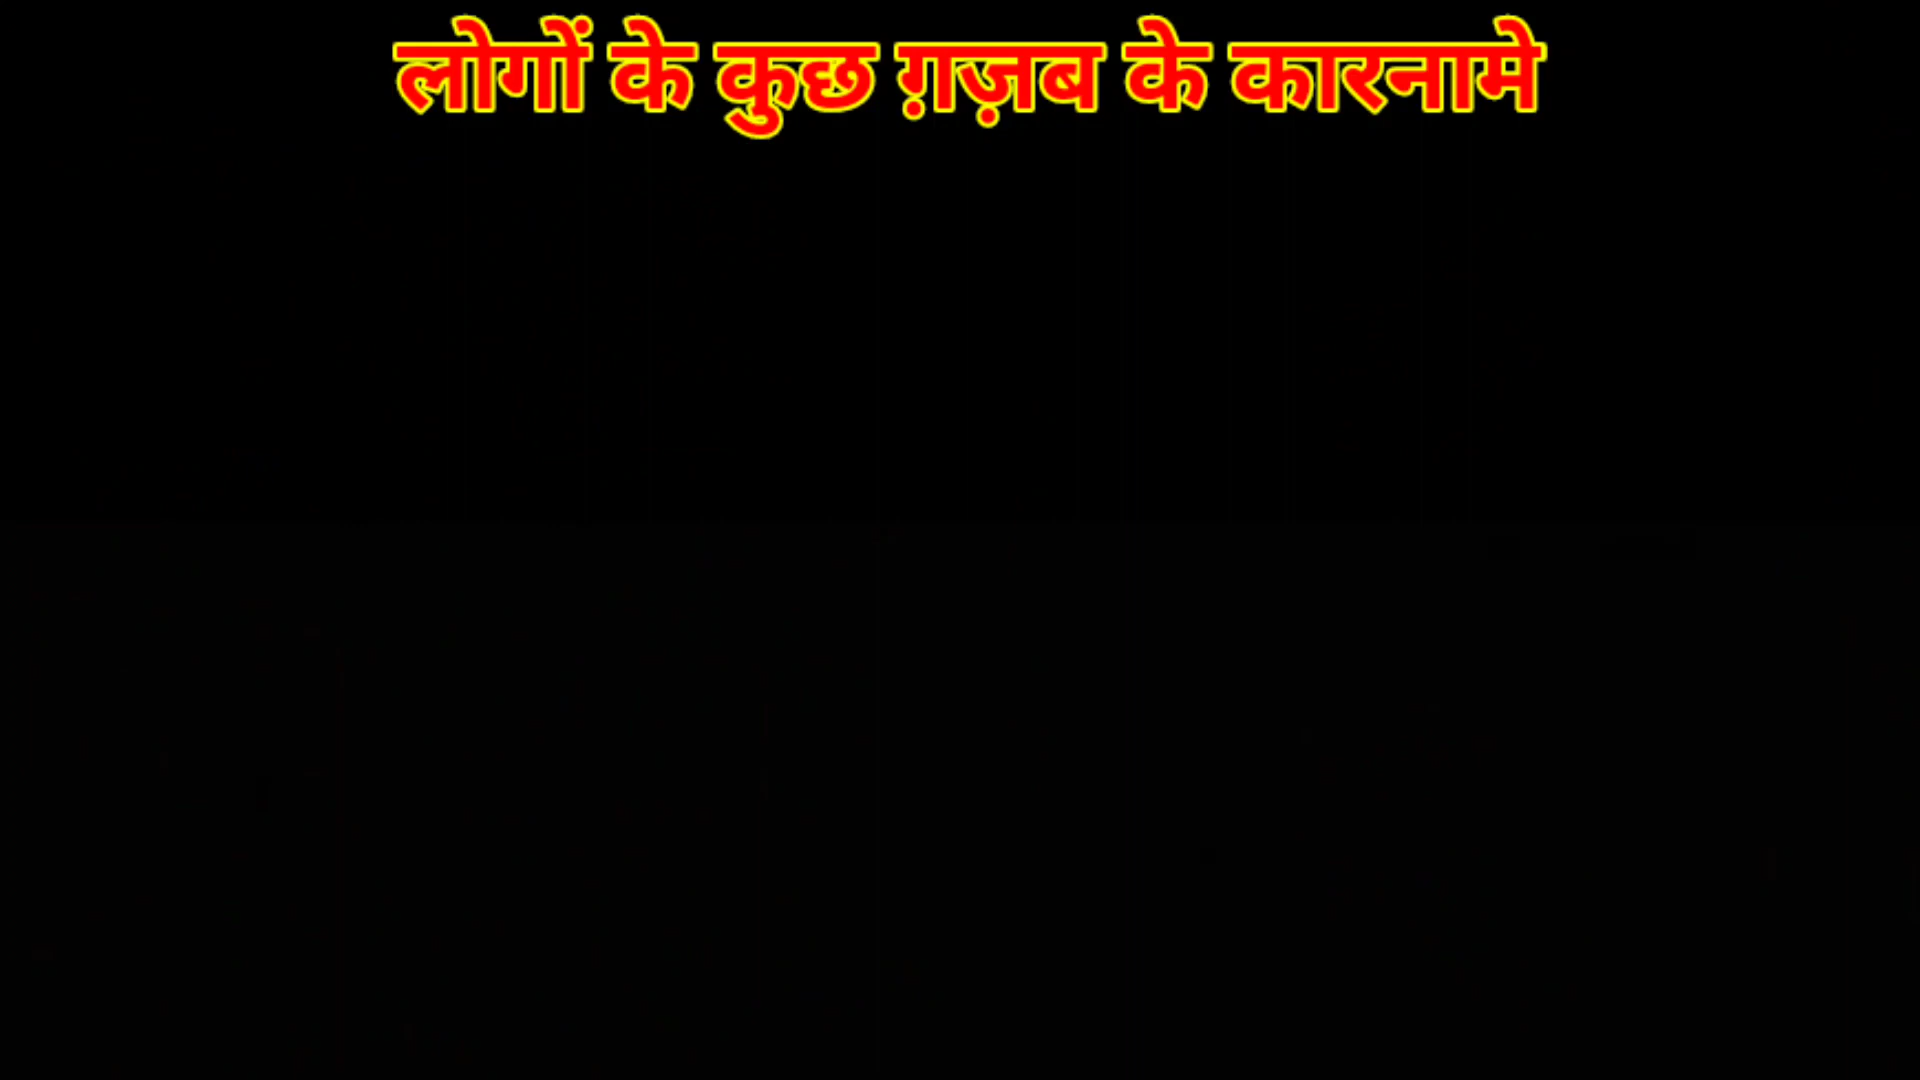 लोगों के कुछ ग़ज़ब के कारनामे